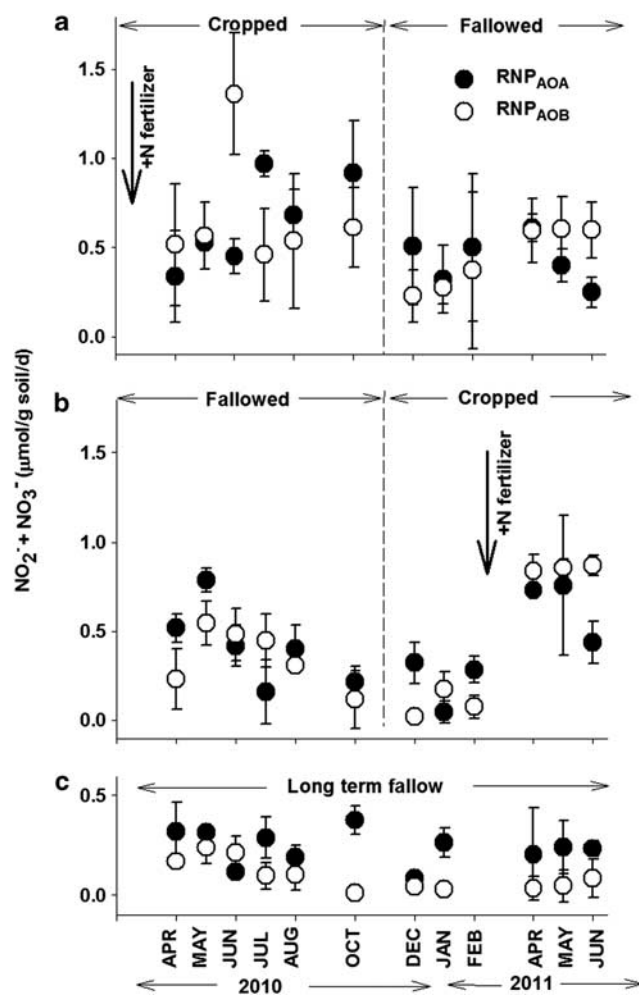 a
Cropped
Fallowed
1.5
1.0
0.5
0.0
+N fertilizer
RNP_AOA
RNP_AOB
NO₂⁻+ NO₃⁻ (μmol/g soil/d)
b
Fallowed
Cropped
1.5
1.0
0.5
0.0
+N fertilizer
c
Long term fallow
0.5
0.0
APR
MAY
JUN
JUL
AUG
OCT
DEC
JAN
FEB
APR
MAY
JUN
2010
2011